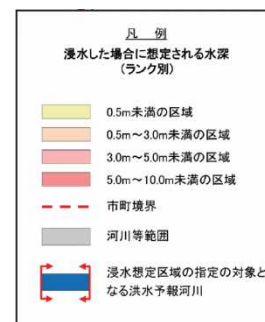 凡　例
浸水した場合に想定される水深
(ランク別)
0.5m未満の区域
0.5m～3.0m未満の区域
3.0m～5.0m未満の区域
5.0m～10.0m未満の区域
市町境界
河川等範囲
浸水想定区域の指定の対象と
なる洪水予報河川